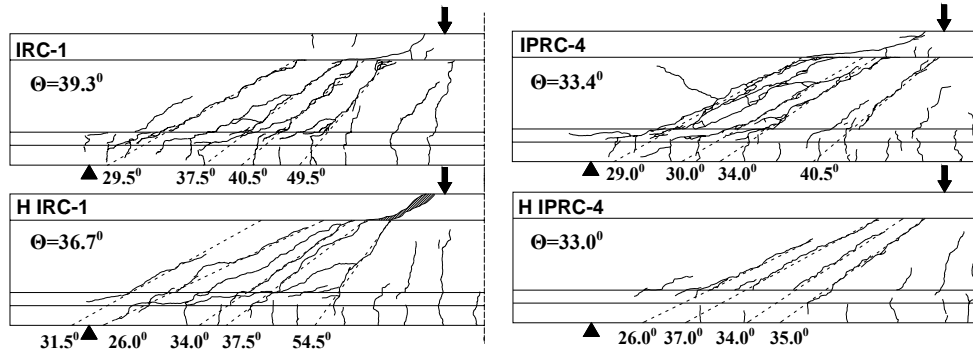 IRC-1
Θ=39.3⁰
29.5⁰ 37.5⁰ 40.5⁰ 49.5⁰
IPRC-4
Θ=33.4⁰
29.0⁰ 30.0⁰ 34.0⁰ 40.5⁰
H IRC-1
Θ=36.7⁰
31.5⁰ 26.0⁰ 34.0⁰ 37.5⁰ 54.5⁰
H IPRC-4
Θ=33.0⁰
26.0⁰ 37.0⁰ 34.0⁰ 35.0⁰